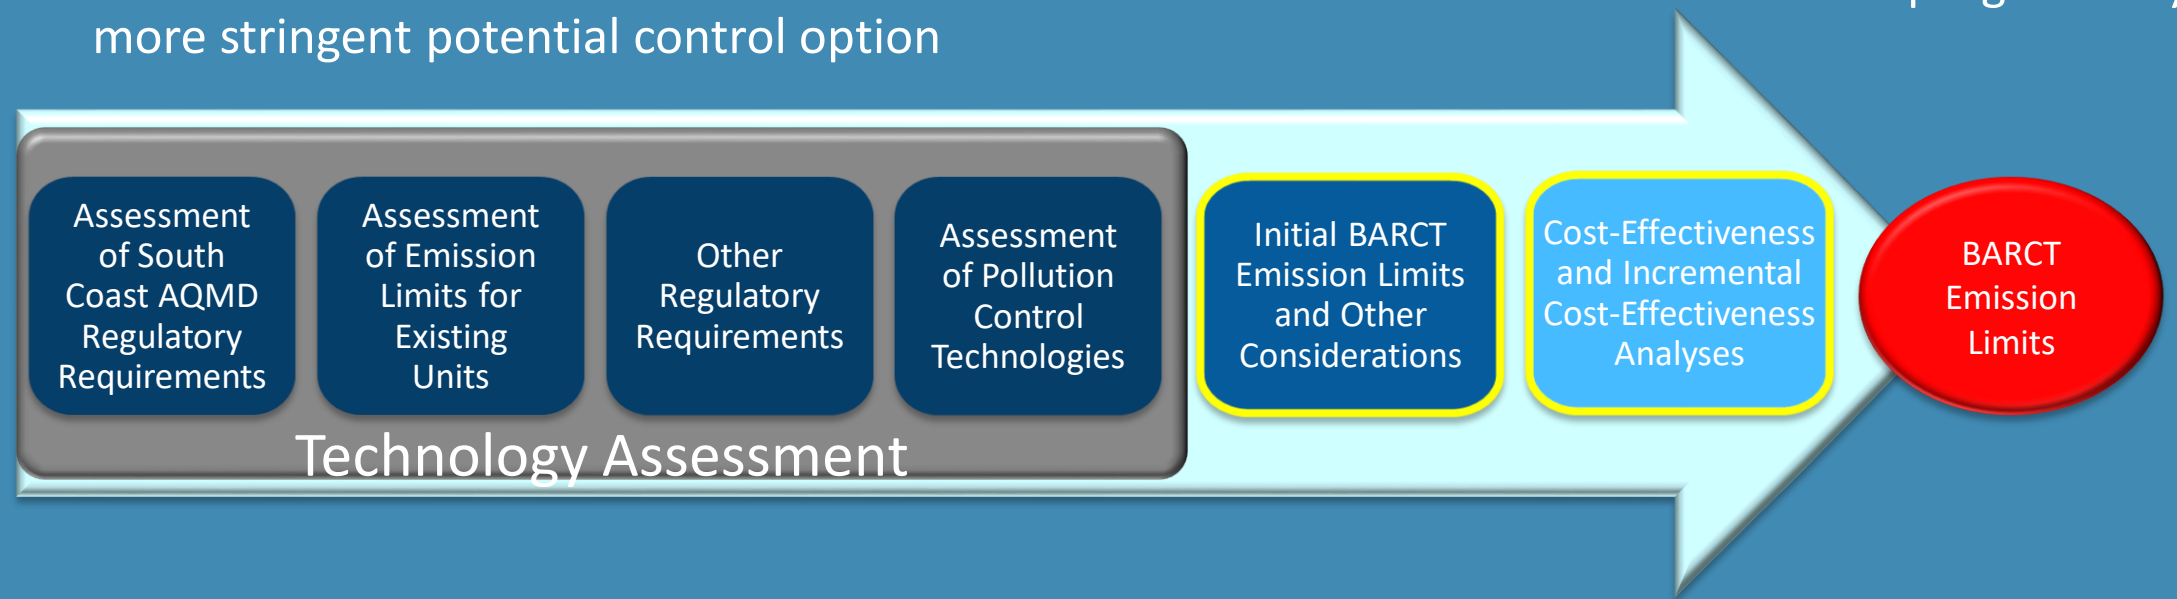 more stringent potential control option
Assessment
of South
Coast AQMD
Regulatory
Requirements
Assessment
of Emission
Limits for
Existing
Units
Other
Regulatory
Requirements
Assessment
of Pollution
Control
Technologies
Technology Assessment
Initial BARCT
Emission Limits
and Other
Considerations
Cost-Effectiveness
and Incremental
Cost-Effectiveness
Analyses
BARCT
Emission
Limits